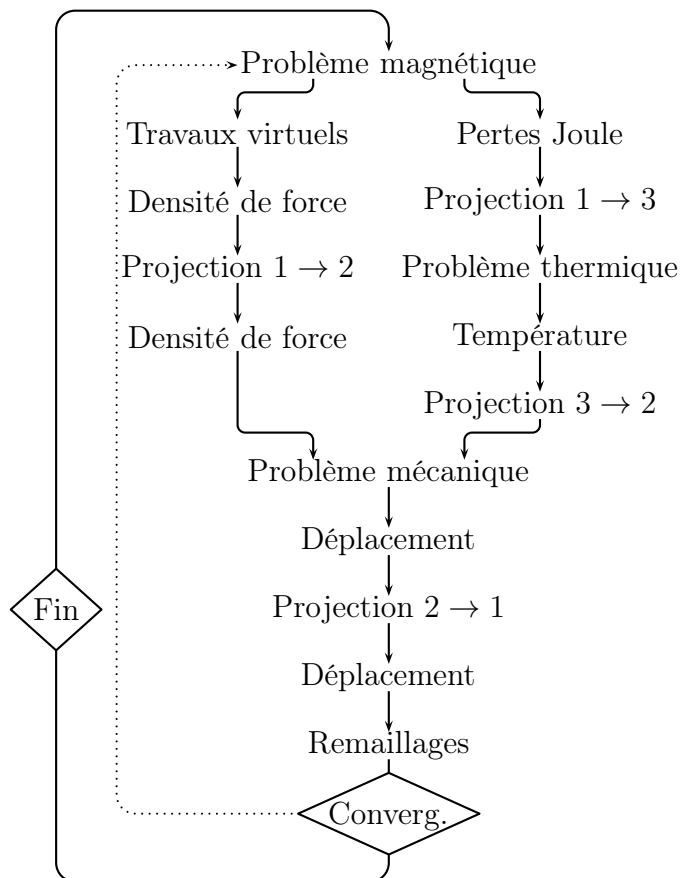 Problème magnétique
Travaux virtuels
Pertes Joule
Densité de force
Projection 1 → 3
Projection 1 → 2
Problème thermique
Densité de force
Température
Projection 3 → 2
Problème mécanique
Déplacement
Fin
Projection 2 → 1
Déplacement
Remaillages
Converg.